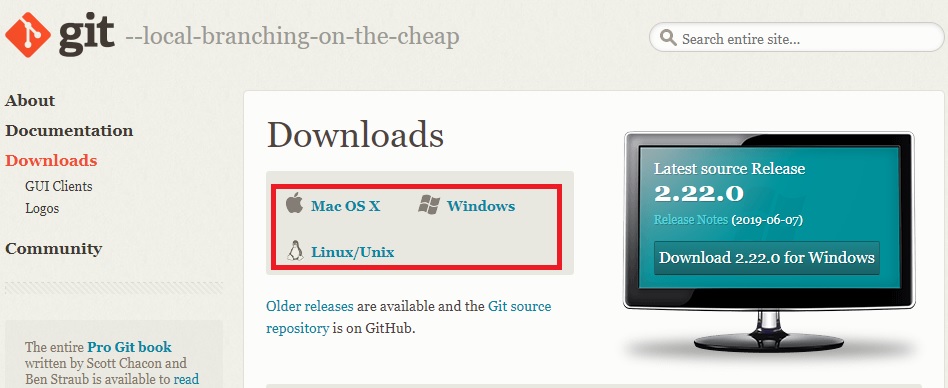 git --local-branching-on-the-cheap
Search entire site...
About
Documentation
Downloads
GUI Clients
Logos
Community
The entire Pro Git book
written by Scott Chacon and
Ben Straub is available to read
Downloads
Mac OS X
Windows
Linux/Unix
Older releases are available and the Git source
repository is on GitHub.
Latest source Release
2.22.0
Release Notes (2019-06-07)
Download 2.22.0 for Windows